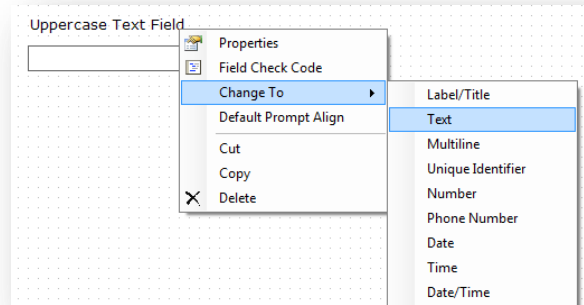 Uppercase Text Field
Properties
Field Check Code
Change To
Default Prompt Align
Cut
Copy
Delete
Label/Title
Text
Multiline
Unique Identifier
Number
Phone Number
Date
Time
Date/Time